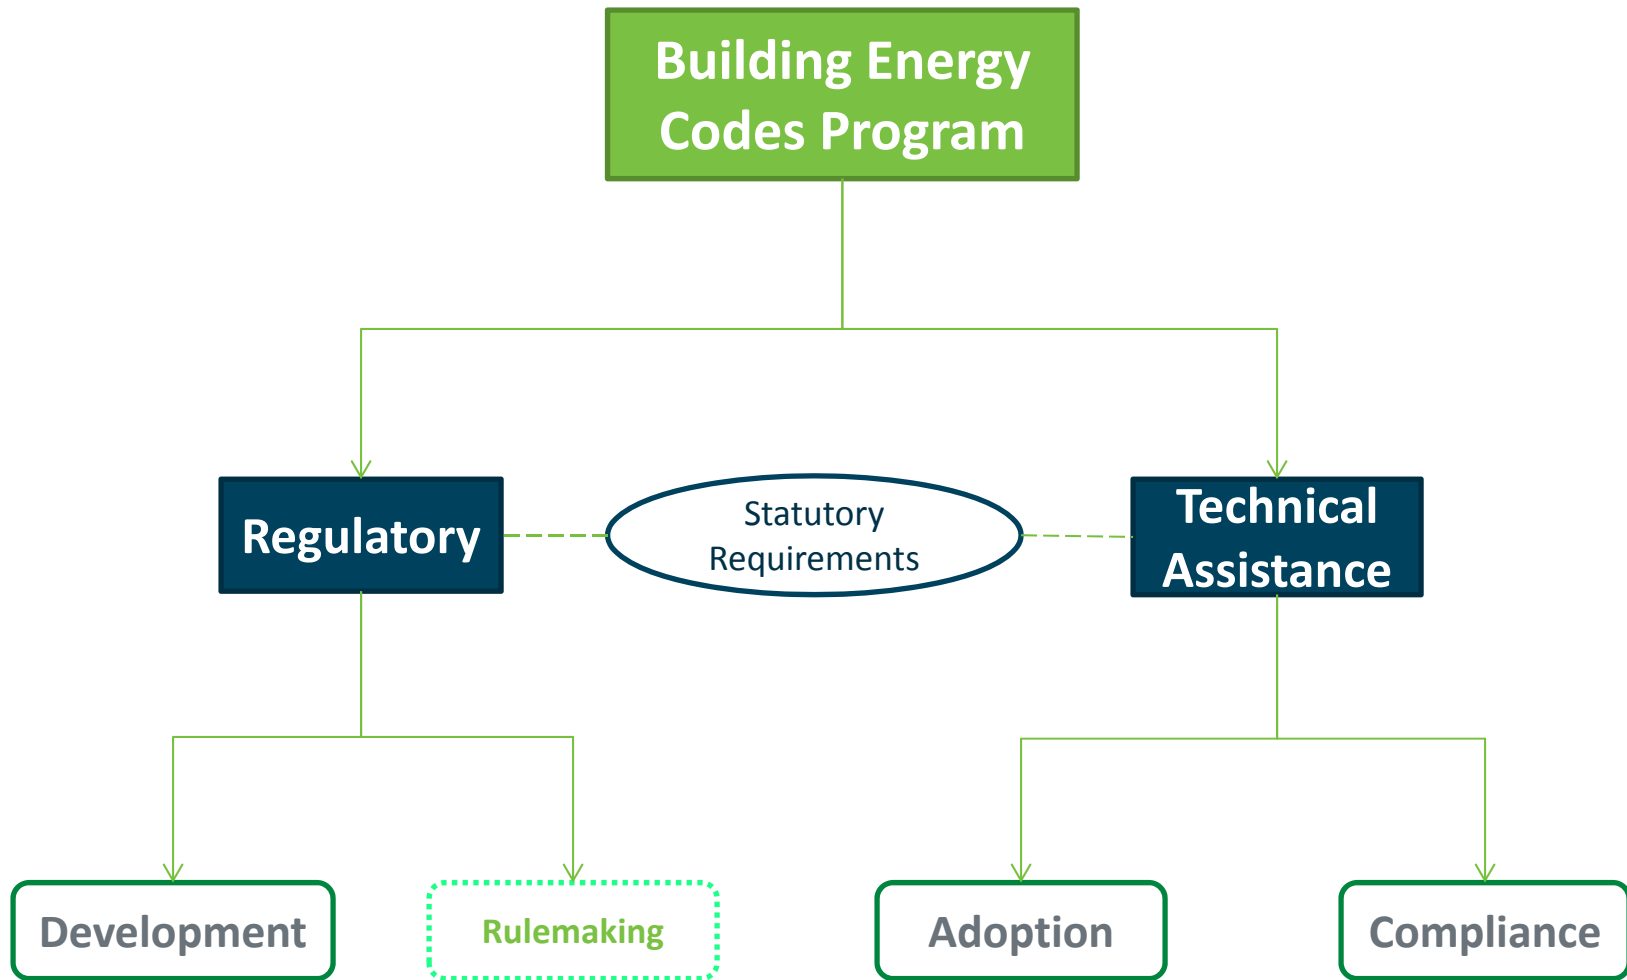 Building Energy
Codes Program
Regulatory
Statutory
Requirements
Technical
Assistance
Development
Rulemaking
Adoption
Compliance